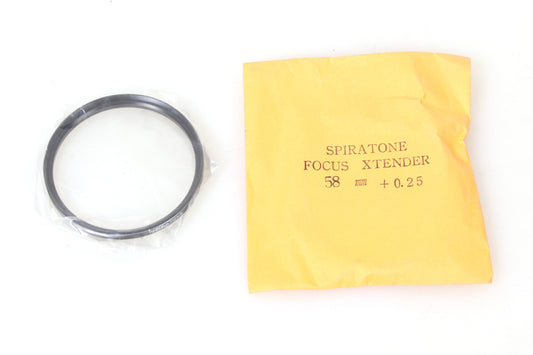 SPIRATONE
FOCUS XTENDER
58 mm +0.25